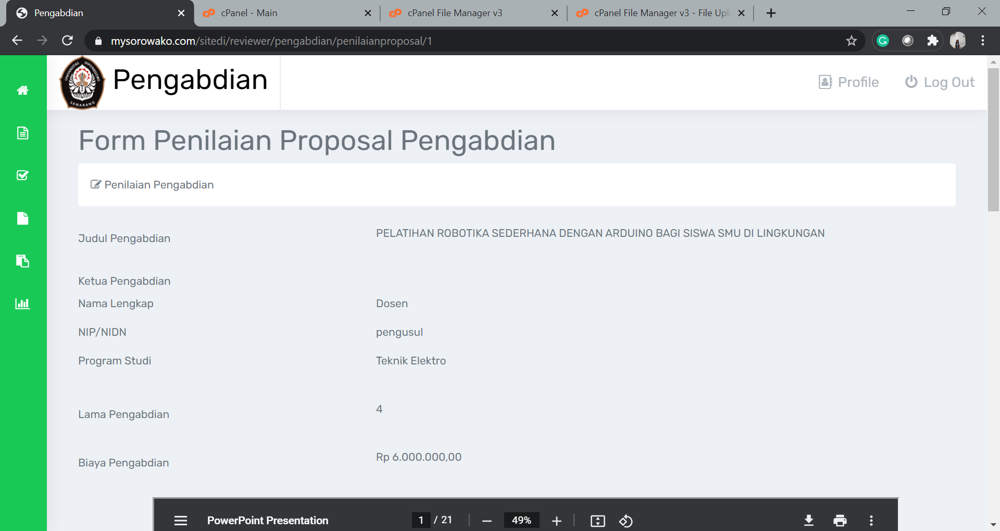 Pengabdian
cPanel - Main
cPanel File Manager v3
cPanel File Manager v3 - File Upl
mysorowako.com/sitedi/reviewer/pengabdian/penilaianproposal/1
UNIVERSITAS DIPONEGORO
SEMARANG
Pengabdian
Profile
Log Out
Form Penilaian Proposal Pengabdian
Penilaian Pengabdian
Judul Pengabdian
PELATIHAN ROBOTIKA SEDERHANA DENGAN ARDUINO BAGI SISWA SMU DI LINGKUNGAN
Ketua Pengabdian
Nama Lengkap
Dosen
NIP/NIDN
pengusul
Program Studi
Teknik Elektro
Lama Pengabdian
4
Biaya Pengabdian
Rp 6.000.000,00
PowerPoint Presentation
1 / 21
49%